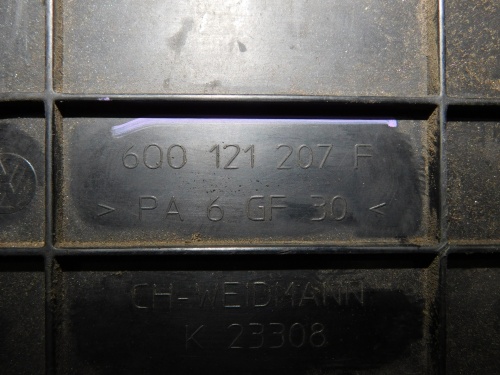 6Q0 121 207 F
> PA 6 GF 30 <
CH-WEIDMANN
K 23308